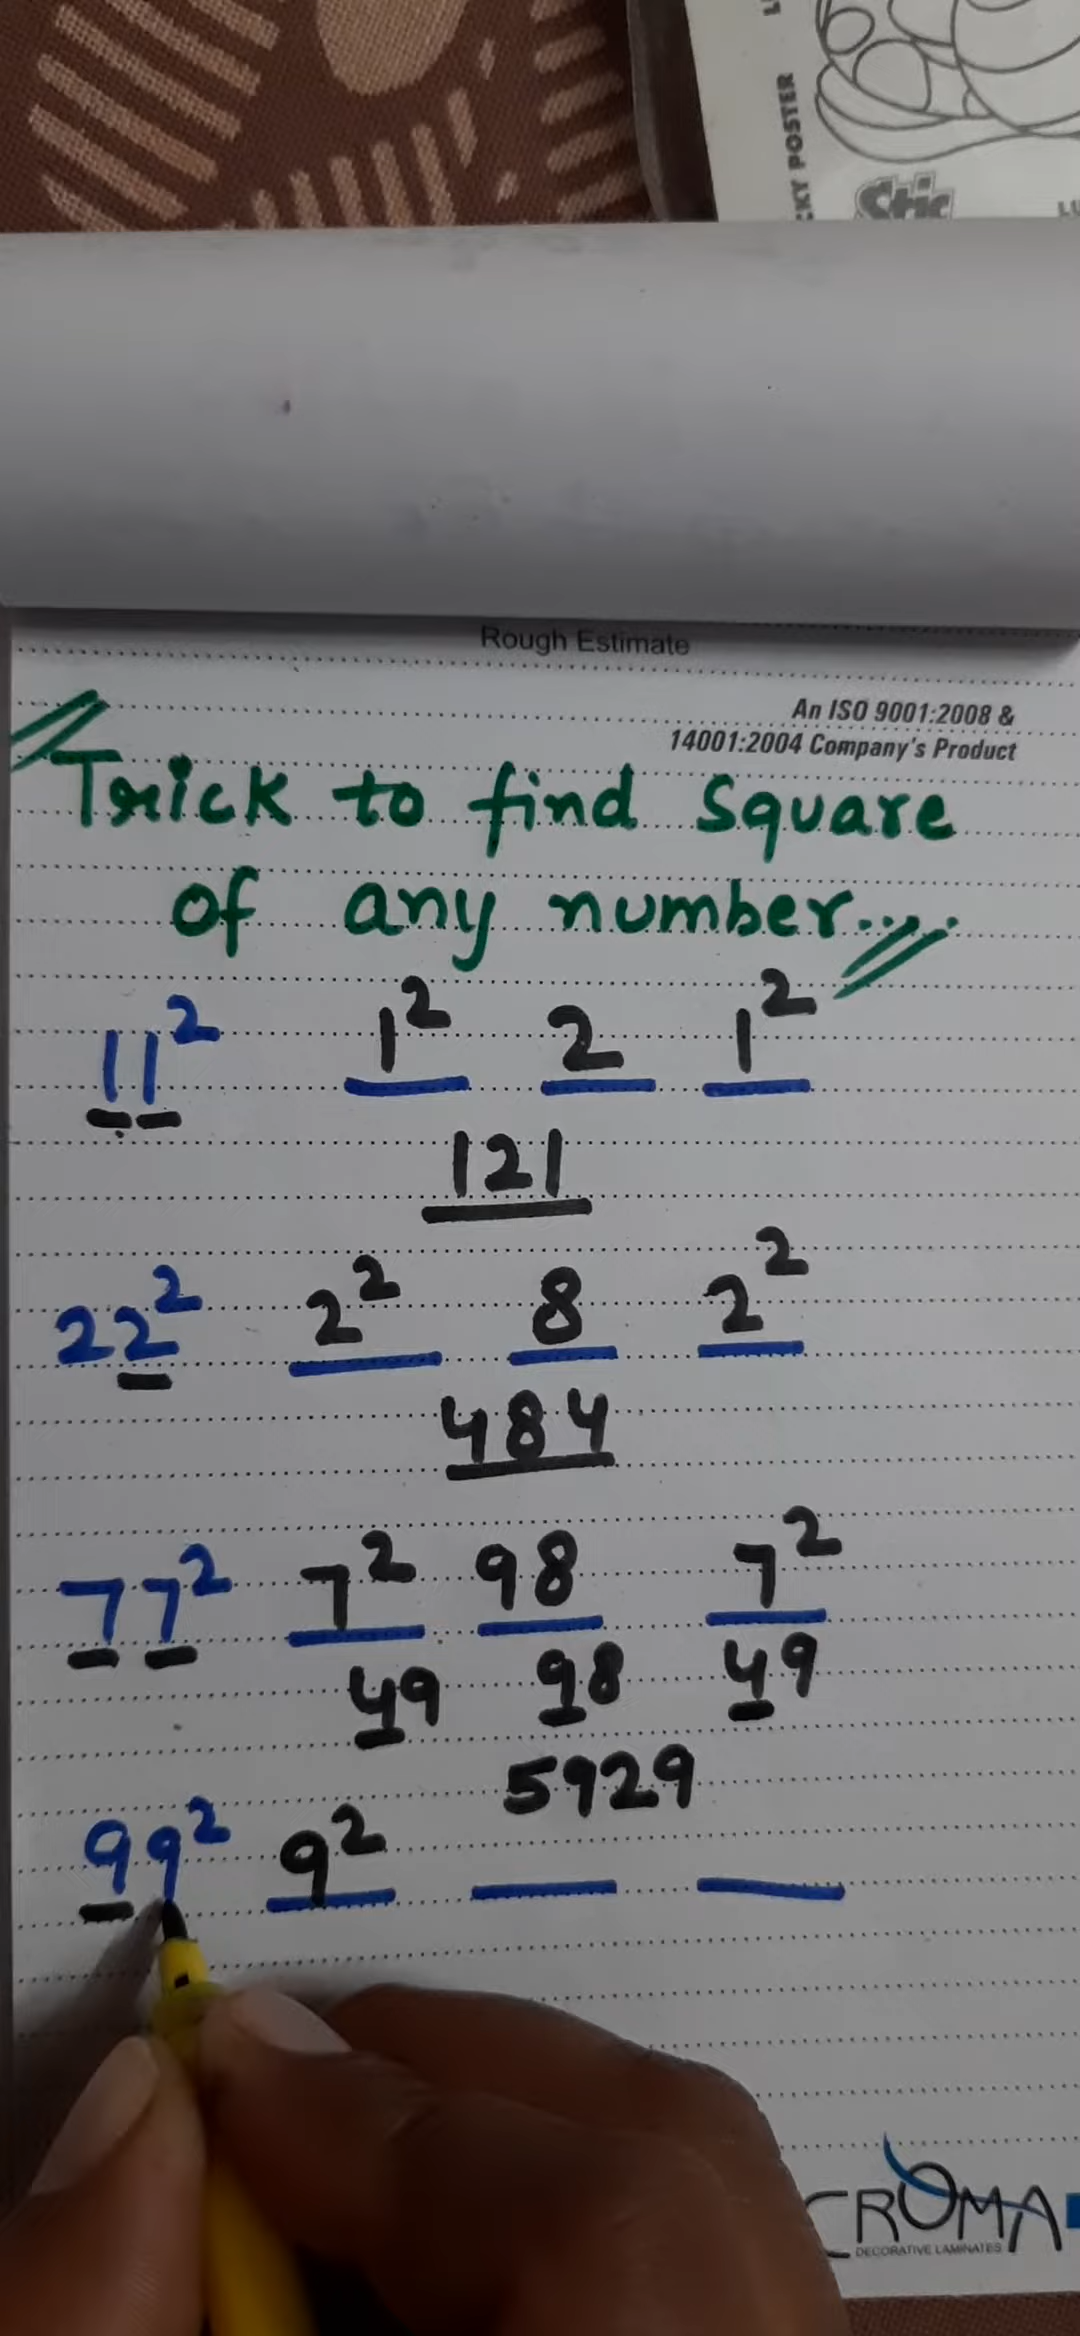 CKY POSTER
Stic
Rough Estimate
An ISO 9001:2008 &
14001:2004 Company's Product
Trick to find Square
of any number....
11² 1² 2 1²
121
22² 2² 8 2²
484
77² 7² 98 7²
49 98 49
5929
99² 9²
CROMA
DECORATIVE LAMINATES